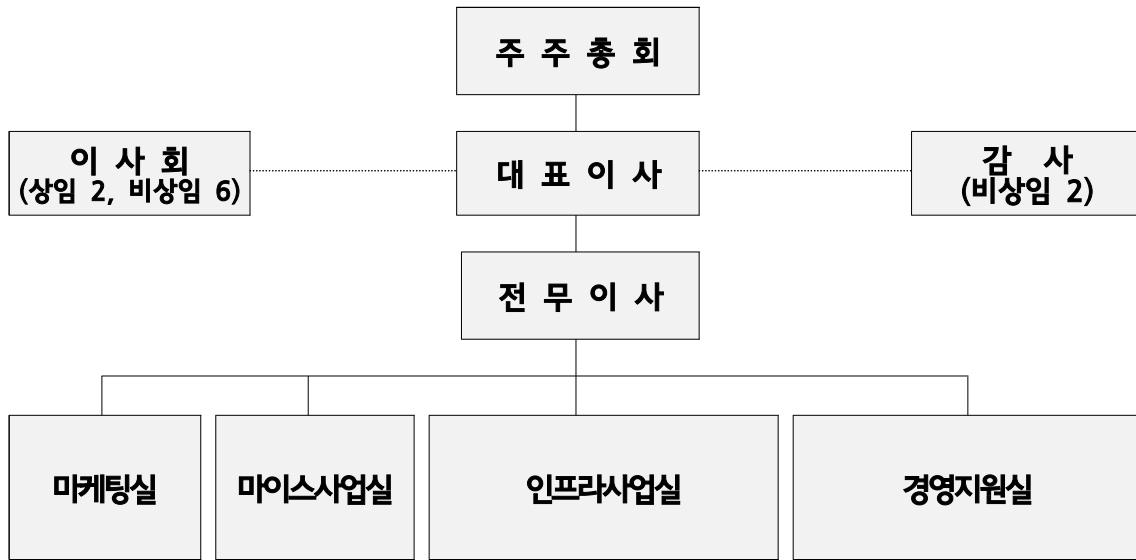 주 주 총 회
이 사 회
(상임 2, 비상임 6)
대 표 이 사
감 사
(비상임 2)
전 무 이 사
마케팅실
마이스사업실
인프라사업실
경영지원실